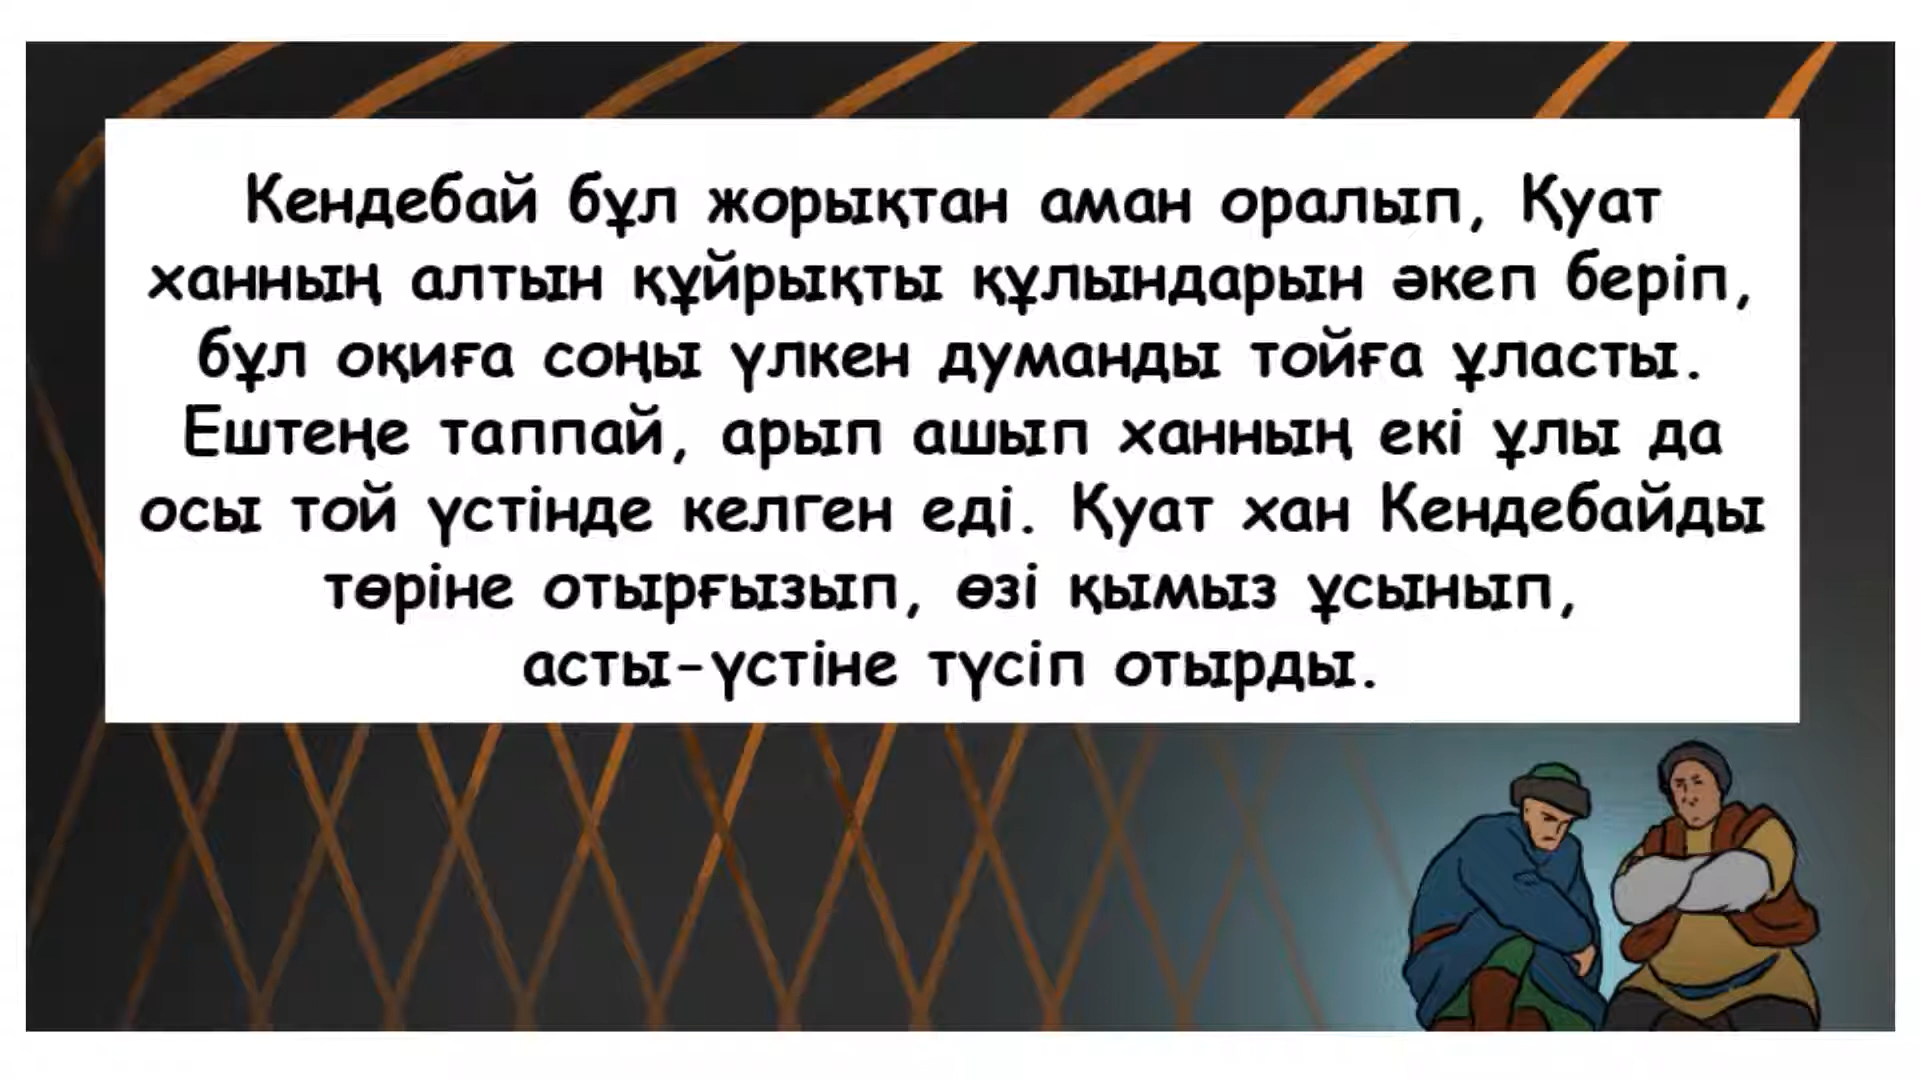 Кендебай бұл жорықтан аман оралып, Қуат
ханның алтын құйрықты құлындарын әкеп беріп,
бұл оқиға соңы үлкен думанды тойға ұласты.
Ештеңе таппай, арып ашып ханның екі ұлы да
осы той үстінде келген еді. Қуат хан Кендебайды
төріне отырғызып, өзі қымыз ұсынып,
асты-үстіне түсіп отырды.